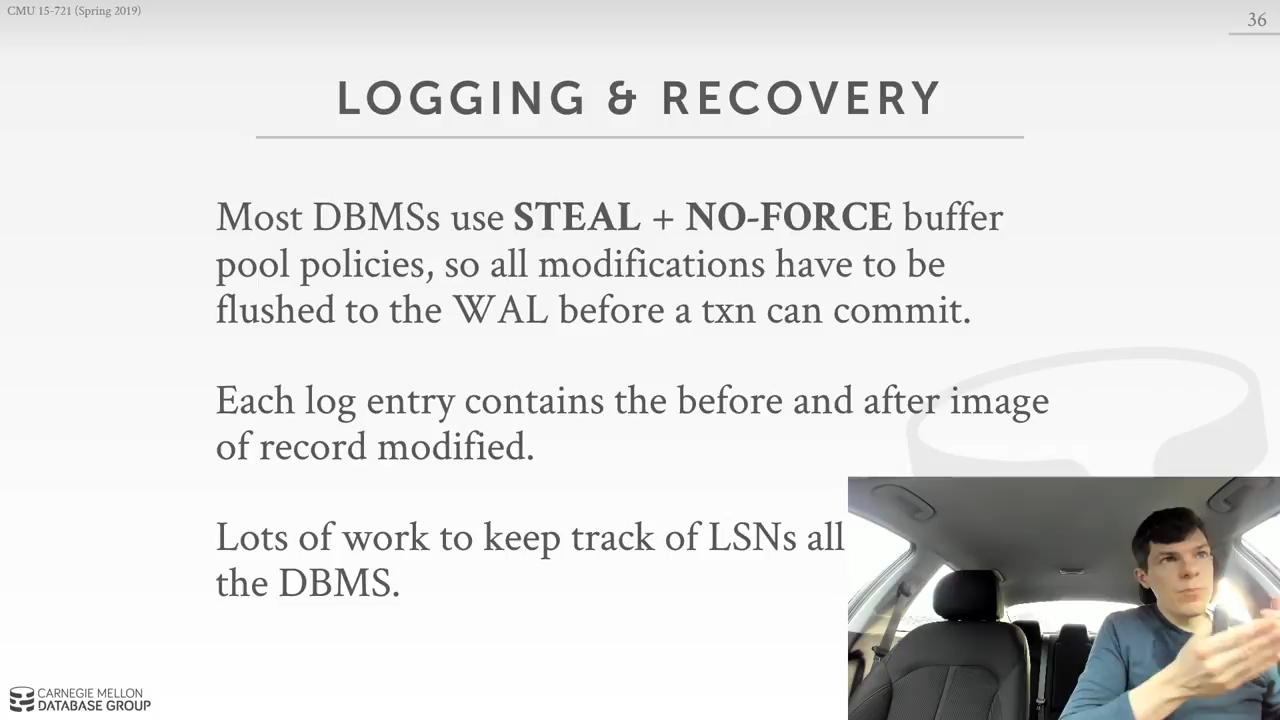 CMU 15-721 (Spring 2019)
36
LOGGING & RECOVERY
Most DBMSs use STEAL + NO-FORCE buffer
pool policies, so all modifications have to be
flushed to the WAL before a txn can commit.
Each log entry contains the before and after image
of record modified.
Lots of work to keep track of LSNs all
the DBMS.
CARNEGIE MELLON
DATABASE GROUP